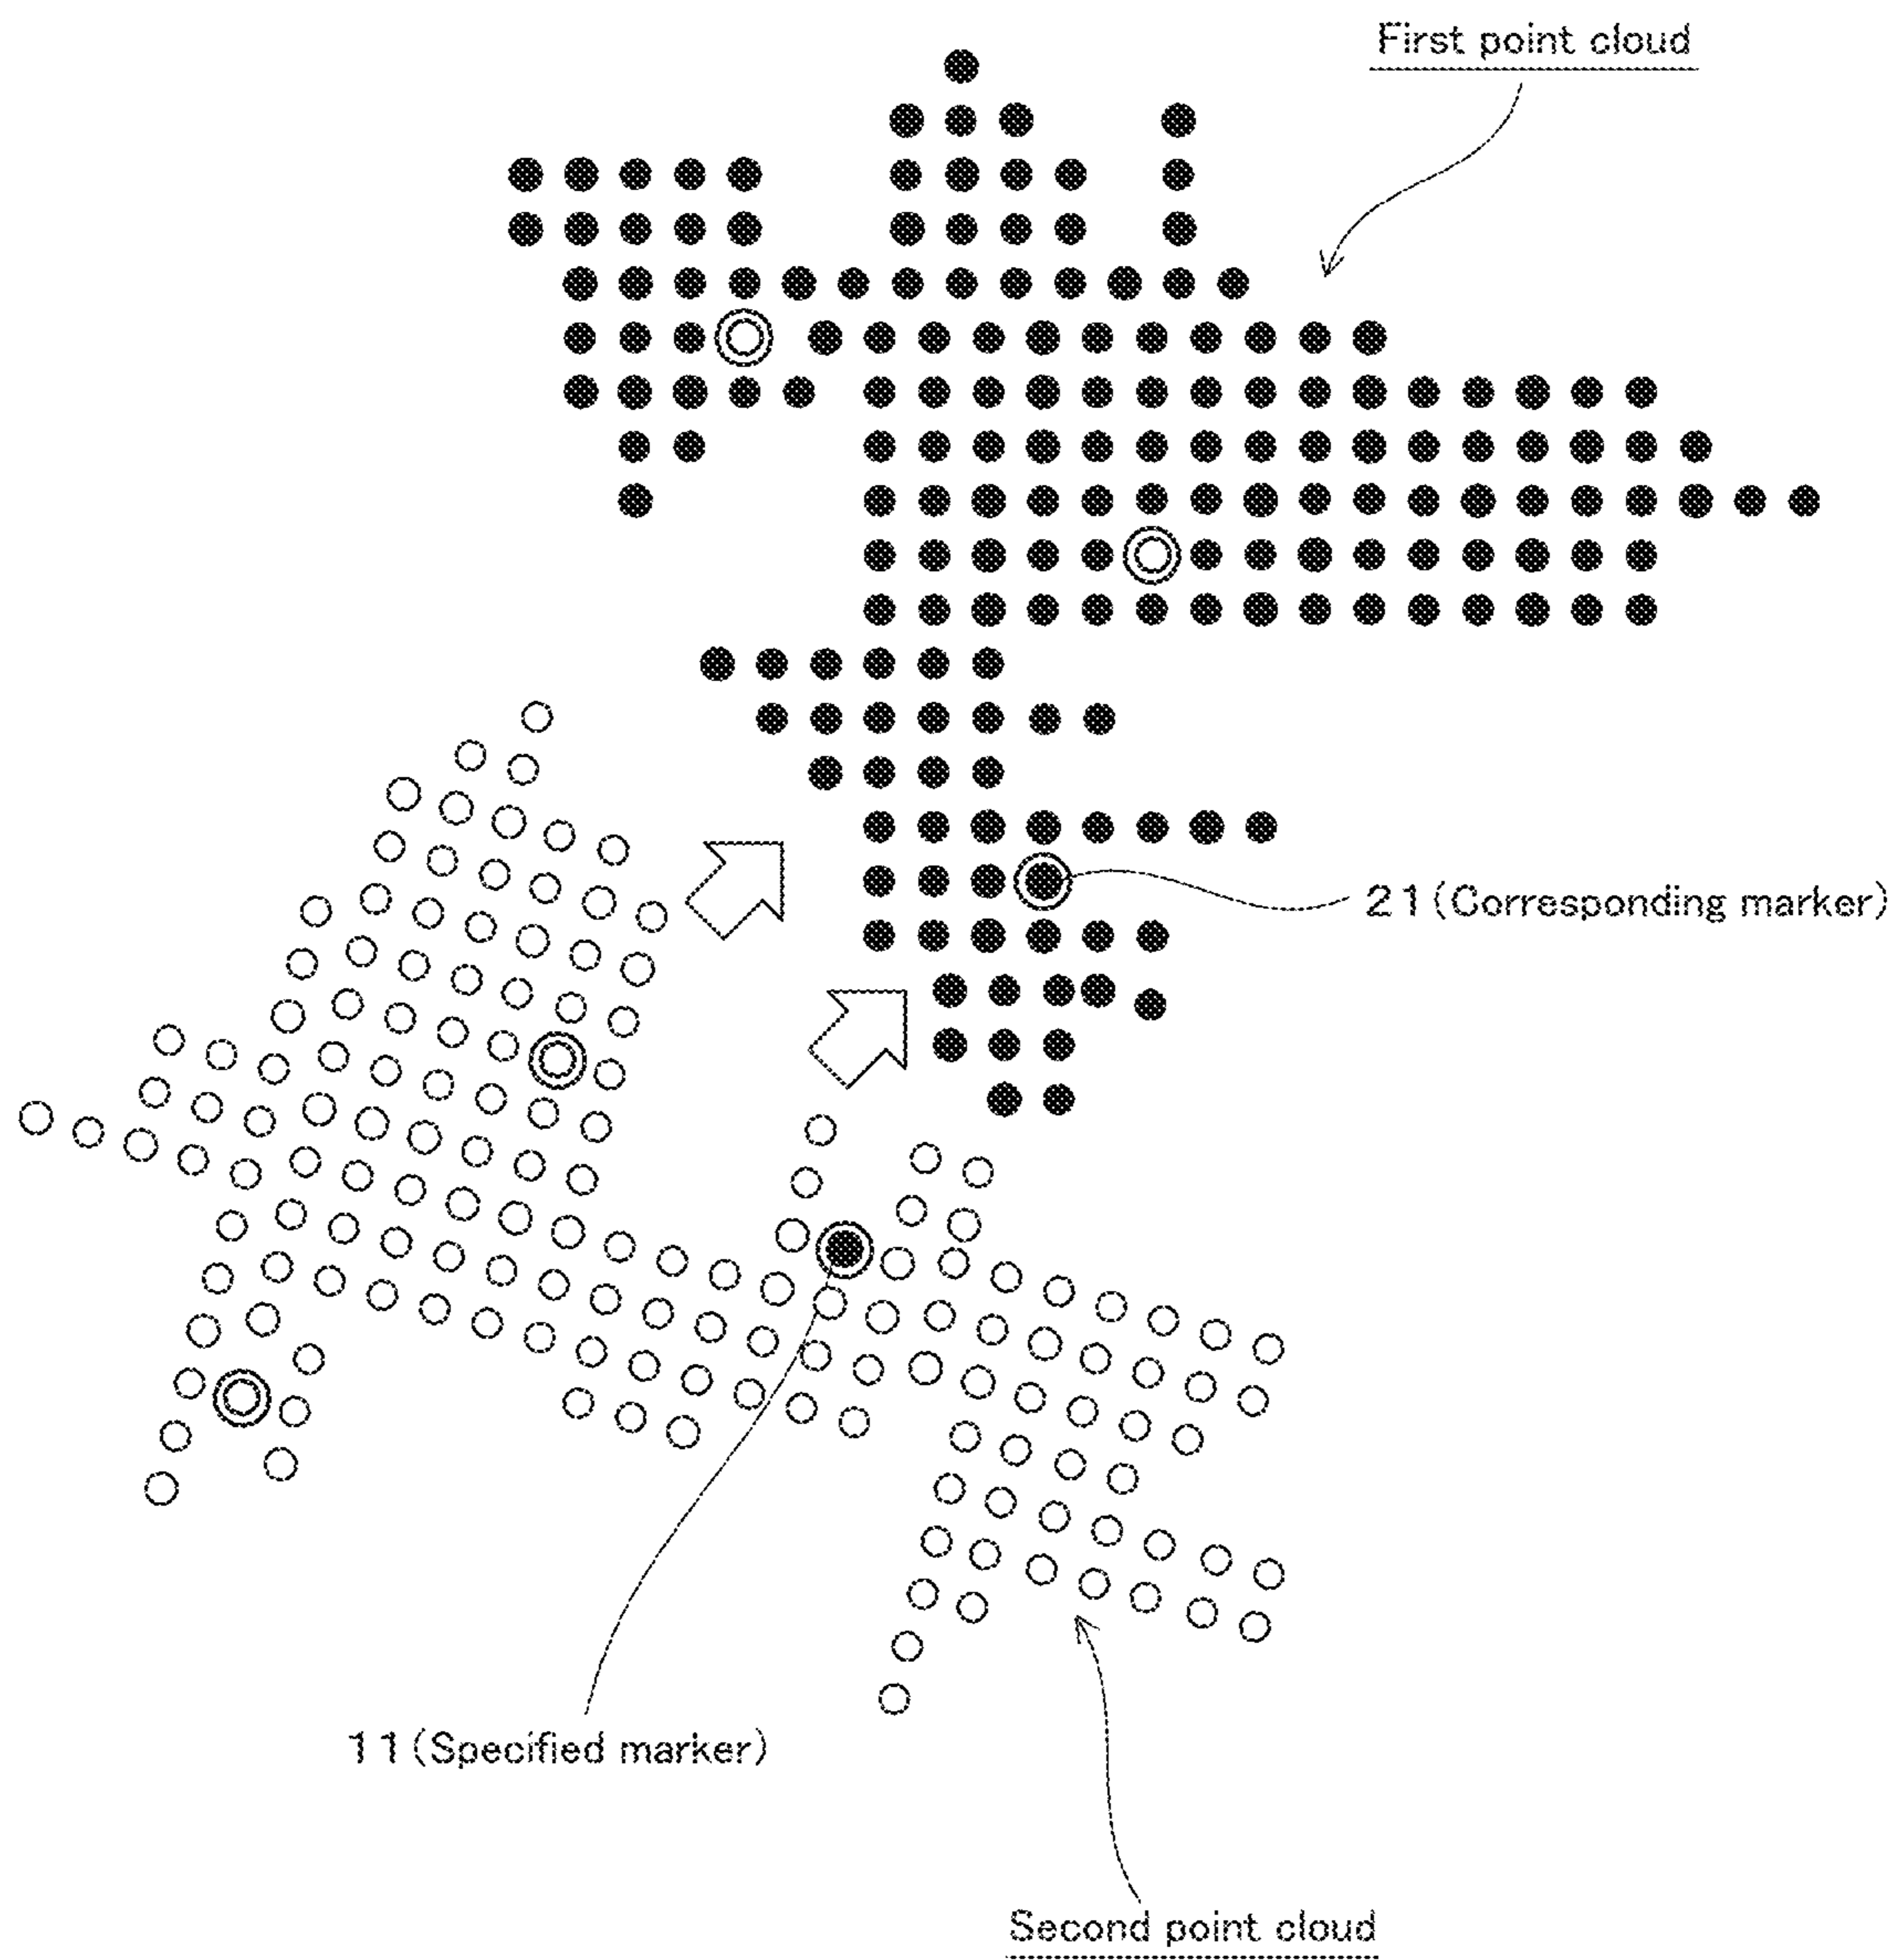 First point cloud
21(Corresponding marker)
11(Specified marker)
Second point cloud